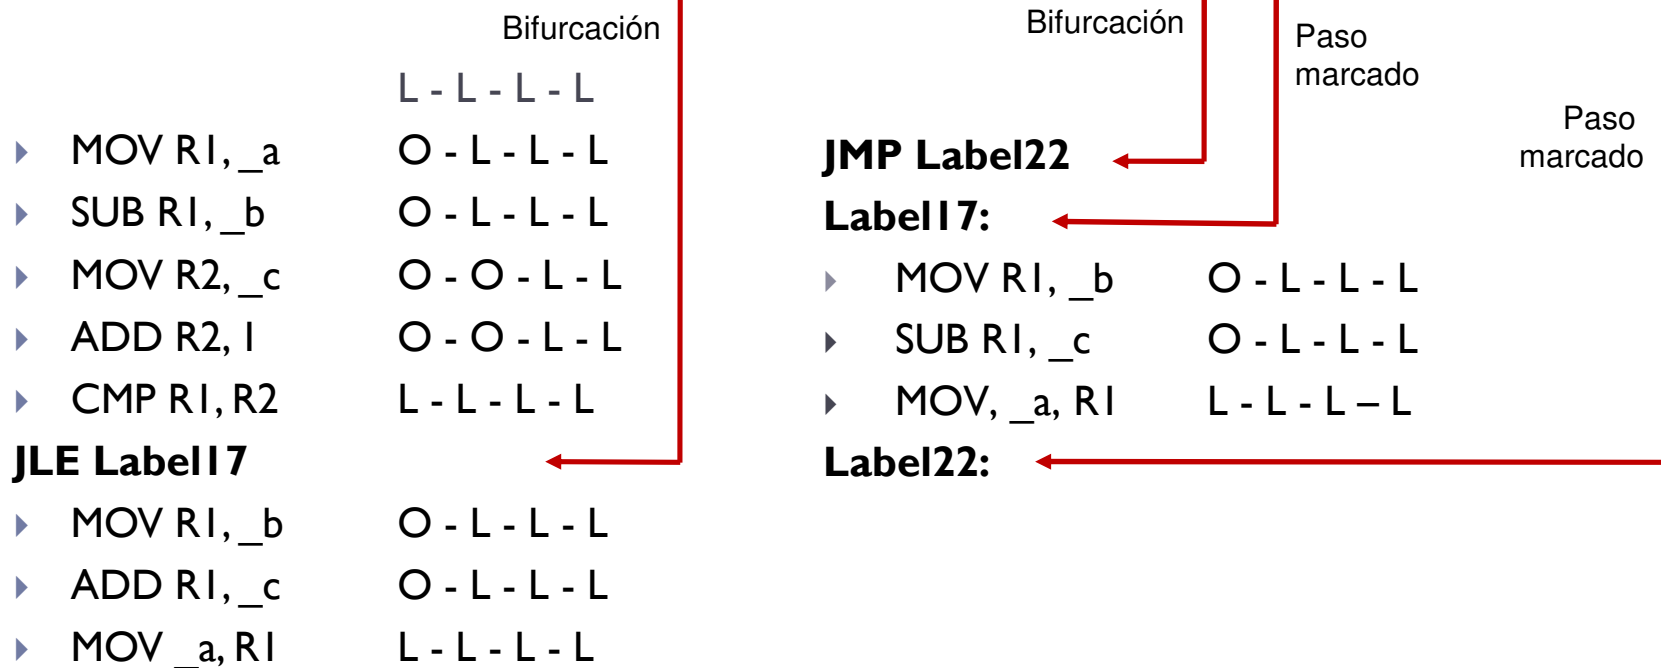 Bifurcación
L - L - L - L
MOV R1, _a O - L - L - L
SUB R1, _b O - L - L - L
MOV R2, _c O - O - L - L
ADD R2, 1 O - O - L - L
CMP R1, R2 L - L - L - L
JLE Label17
MOV R1, _b O - L - L - L
ADD R1, _c O - L - L - L
MOV _a, R1 L - L - L - L
Bifurcación
Paso
marcado
Paso
marcado
JMP Label22
Label17:
MOV R1, _b O - L - L - L
SUB R1, _c O - L - L - L
MOV, _a, R1 L - L - L – L
Label22: